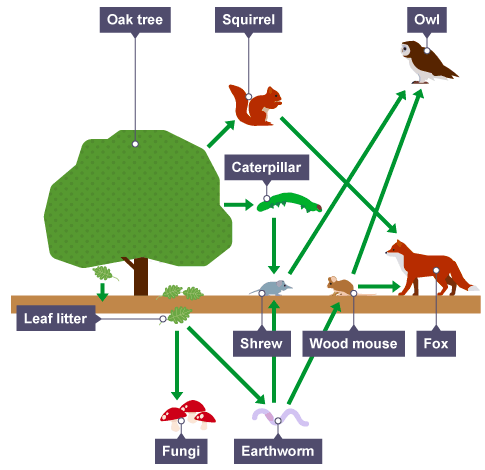 Oak tree
Squirrel
Owl
Caterpillar
Leaf litter
Shrew
Wood mouse
Fox
Fungi
Earthworm